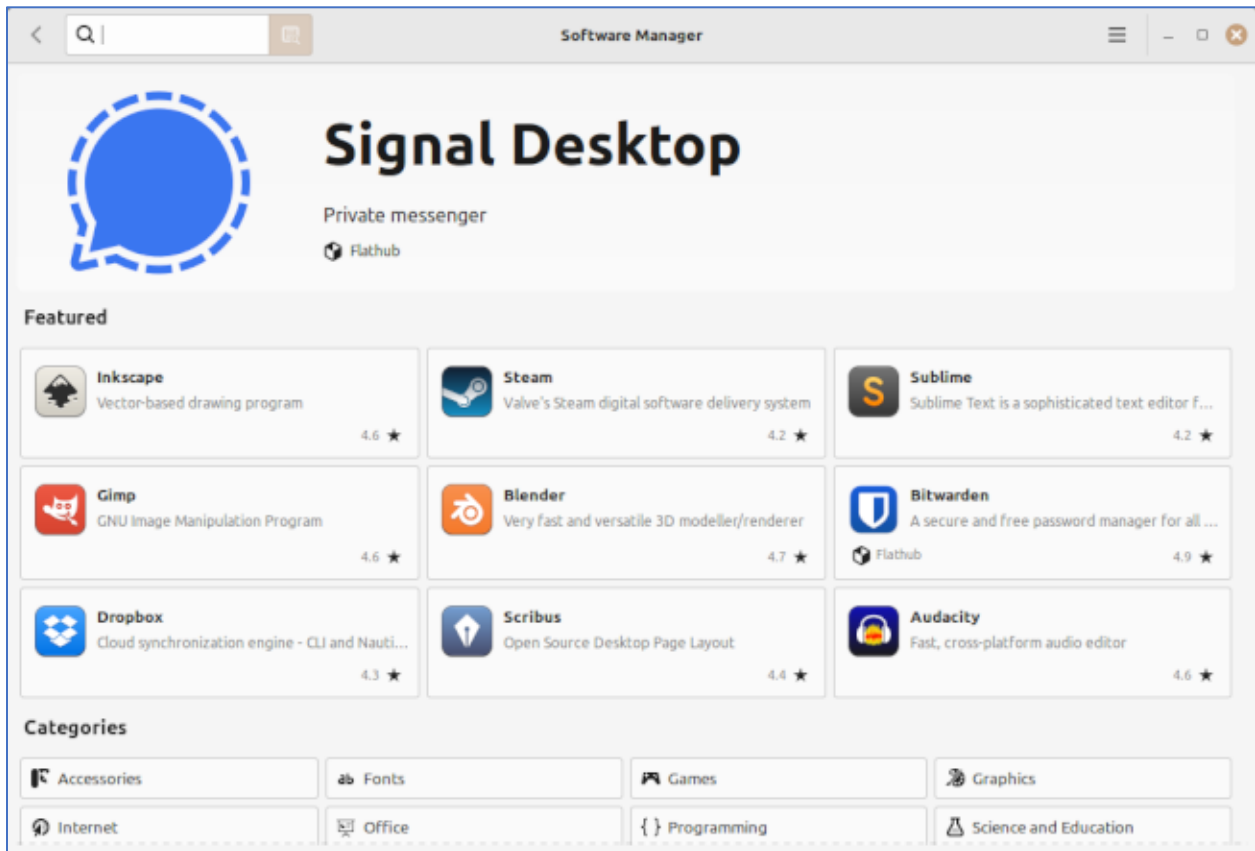 Software Manager
Signal Desktop
Private messenger
Flathub
Featured
Inkscape
Vector-based drawing program
4.6 ★
Steam
Valve's Steam digital software delivery system
4.2 ★
Sublime
Sublime Text is a sophisticated text editor f...
4.2 ★
Gimp
GNU Image Manipulation Program
4.6 ★
Blender
Very fast and versatile 3D modeller/renderer
4.7 ★
Bitwarden
A secure and free password manager for all ...
Flathub 4.9 ★
Dropbox
Cloud synchronization engine - CLI and Nauti...
4.3 ★
Scribus
Open Source Desktop Page Layout
4.4 ★
Audacity
Fast, cross-platform audio editor
4.6 ★
Categories
Accessories
ab Fonts
Games
Graphics
Internet
Office
{ } Programming
Science and Education